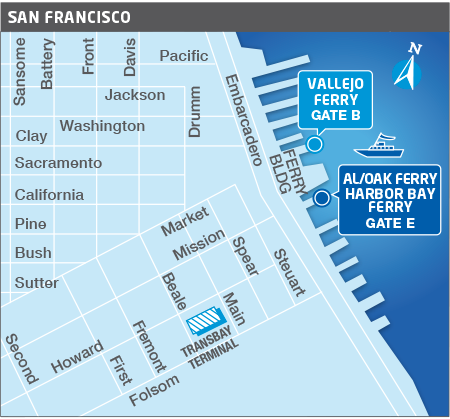 SAN FRANCISCO
Sansome
Battery
Front
Davis
Pacific
N
Embarcadero
VALLEJO
FERRY
GATE B
Jackson
Drumm
Washington
Clay
FERRY
BLDG
Sacramento
AL/OAK FERRY
HARBOR BAY
FERRY
GATE E
California
Market
Pine
Mission
Bush
Spear
Steuart
Sutter
Beale
Main
TRANSBAY
TERMINAL
Second
Howard
Fremont
First
Folsom